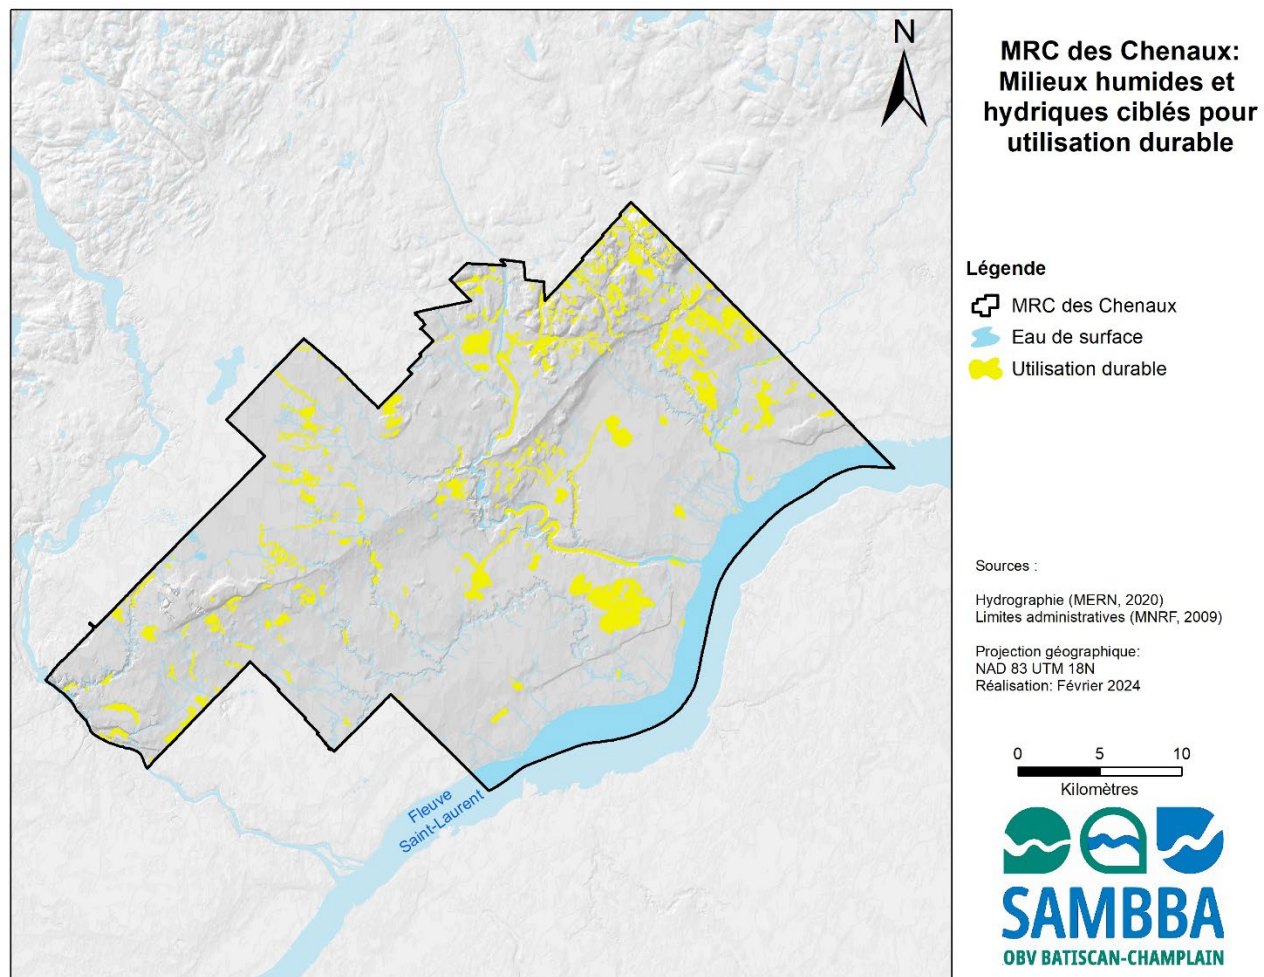 N
Fleuve
Saint-Laurent
MRC des Chenaux:
Milieux humides et
hydriques ciblés pour
utilisation durable
Légende
MRC des Chenaux
Eau de surface
Utilisation durable
Sources :
Hydrographie (MERN, 2020)
Limites administratives (MNRF, 2009)
Projection géographique:
NAD 83 UTM 18N
Réalisation: Février 2024
0 5 10
Kilomètres
SAMBBA
OBV BATISCAN-CHAMPLAIN